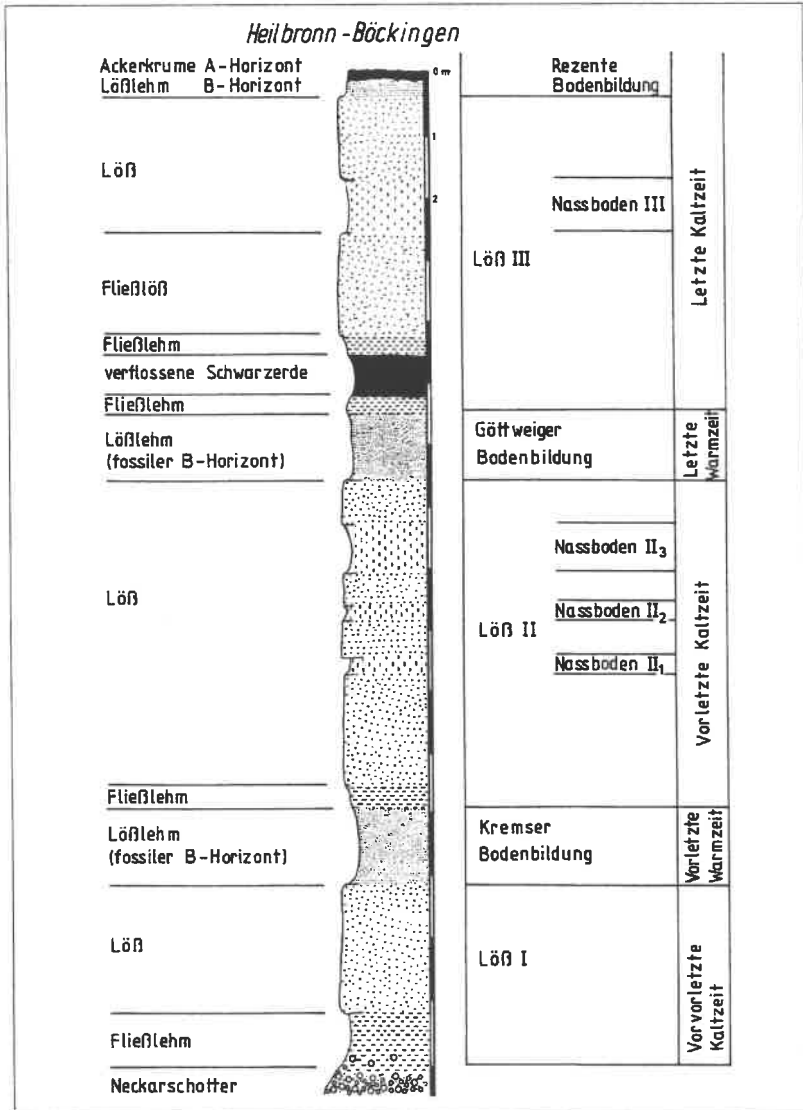 Heilbronn-Böckingen
Ackerkrume A-Horizont
Lößlehm B-Horizont
Löß
Fließlöß
Fließlehm
verflossene Schwarzerde
Fließlehm
Lößlehm
(fossiler B-Horizont)
Löß
Fließlehm
Lößlehm
(fossiler B-Horizont)
Löß
Fließlehm
Neckarschotter
0 m
1
2
Rezente
Bodenbildung
Nassboden III
Löß III
Göttweiger
Bodenbildung
Nassboden II₃
Nassboden II₂
Löß II
Nassboden II₁
Kremser
Bodenbildung
Löß I
Letzte Kaltzeit
Letzte
Warmzeit
Vorletzte Kaltzeit
Vorletzte
Warmzeit
Vorvorletzte
Kaltzeit